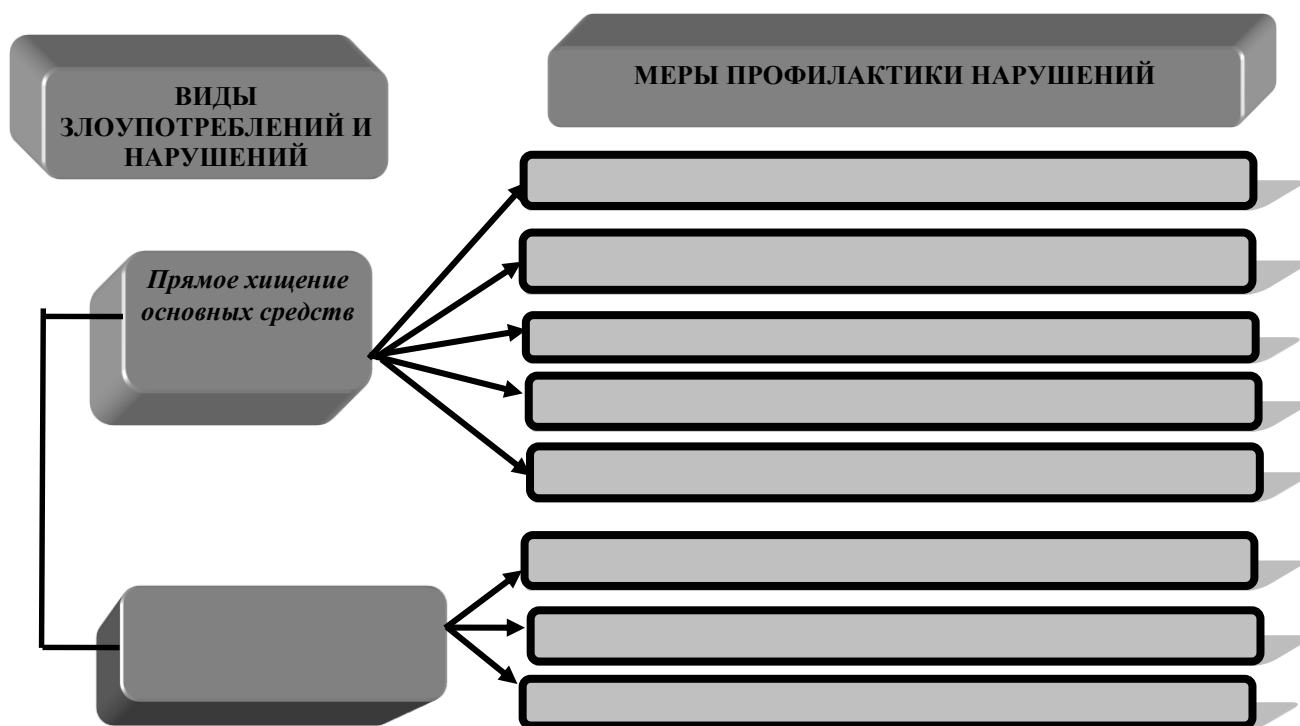 ВИДЫ
ЗЛОУПОТРЕБЛЕНИЙ И
НАРУШЕНИЙ
МЕРЫ ПРОФИЛАКТИКИ НАРУШЕНИЙ
Прямое хищение
основных средств